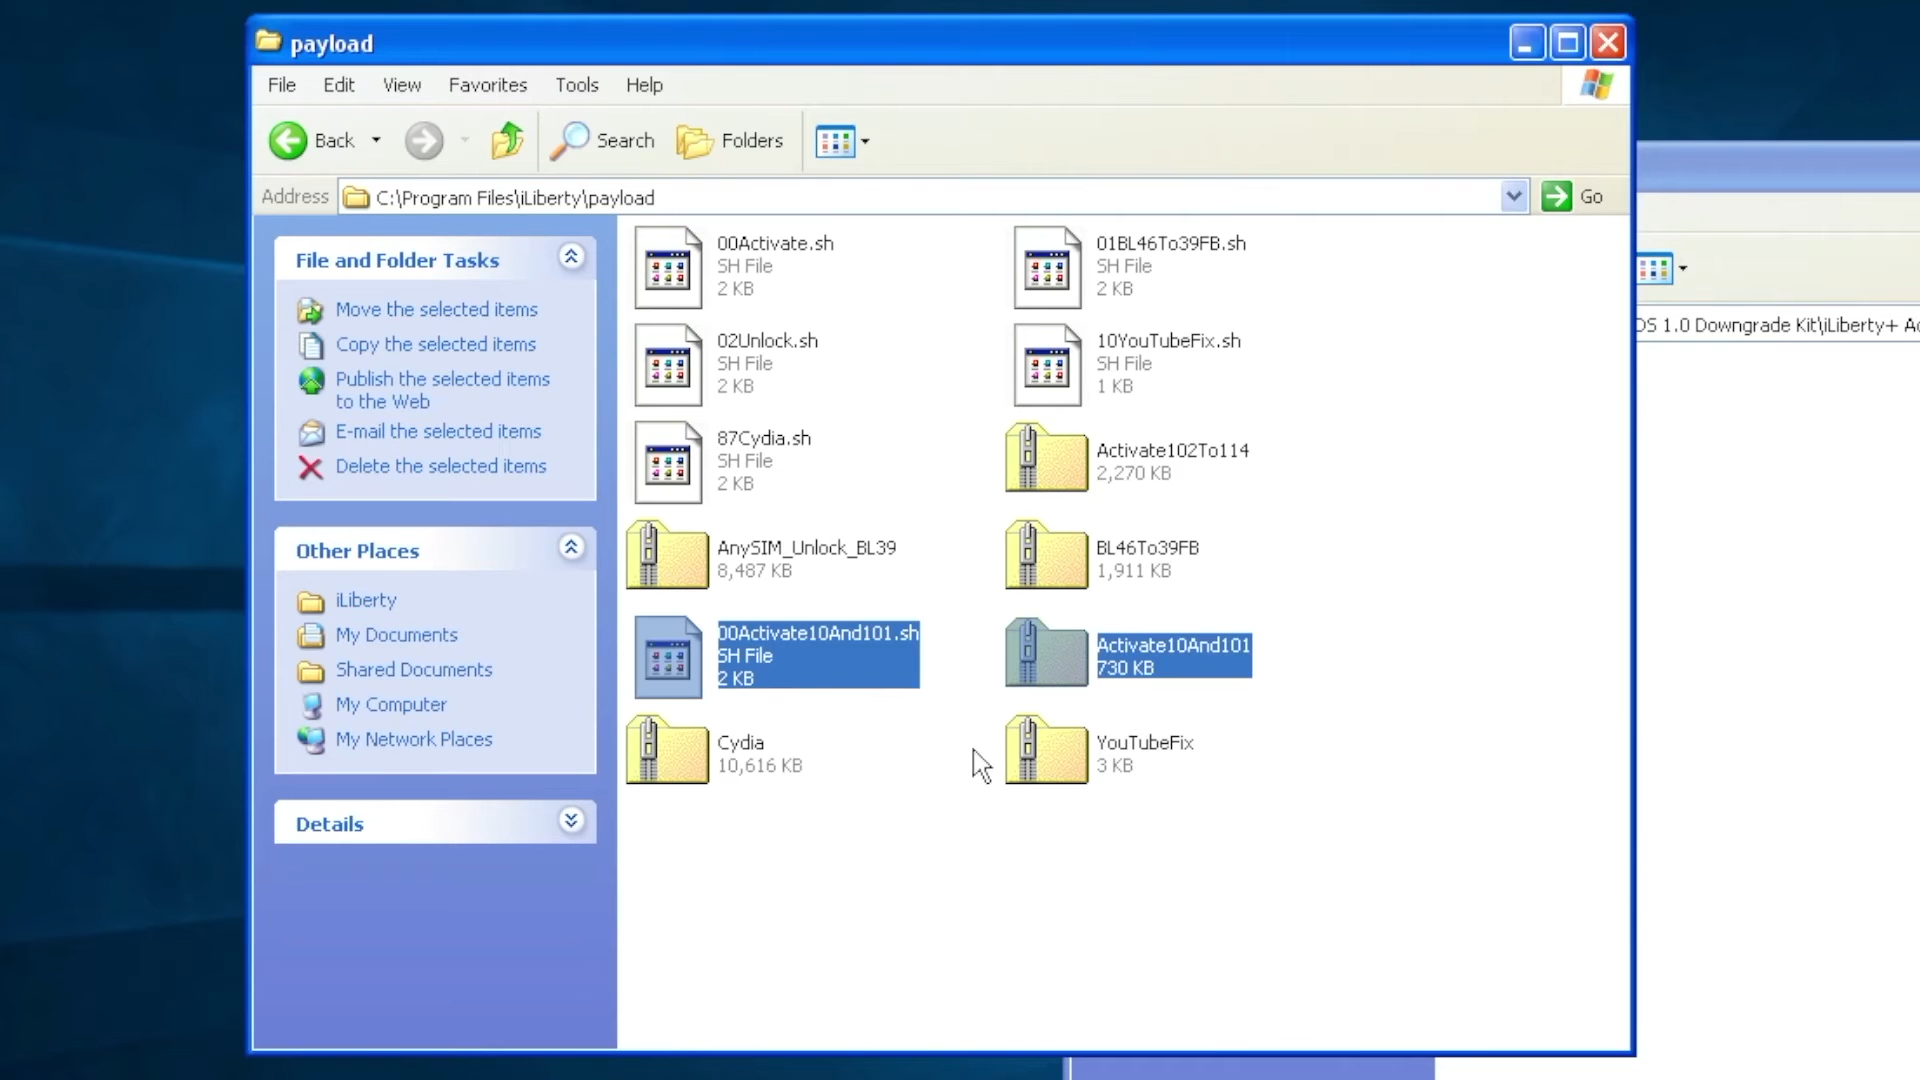 payload
File Edit View Favorites Tools Help
Back Search Folders
Address C:\Program Files\iLiberty\payload Go
File and Folder Tasks
Move the selected items
Copy the selected items
Publish the selected items
to the Web
E-mail the selected items
Delete the selected items
Other Places
iLiberty
My Documents
Shared Documents
My Computer
My Network Places
Details
00Activate.sh
SH File
2 KB
01BL46To39FB.sh
SH File
2 KB
02Unlock.sh
SH File
2 KB
10YouTubeFix.sh
SH File
1 KB
87Cydia.sh
SH File
2 KB
Activate102To114
2,270 KB
AnySIM_Unlock_BL39
8,487 KB
BL46To39FB
1,911 KB
00Activate10And101.sh
SH File
2 KB
Activate10And101
730 KB
Cydia
10,616 KB
YouTubeFix
3 KB
1.0 Downgrade Kit\iLiberty+